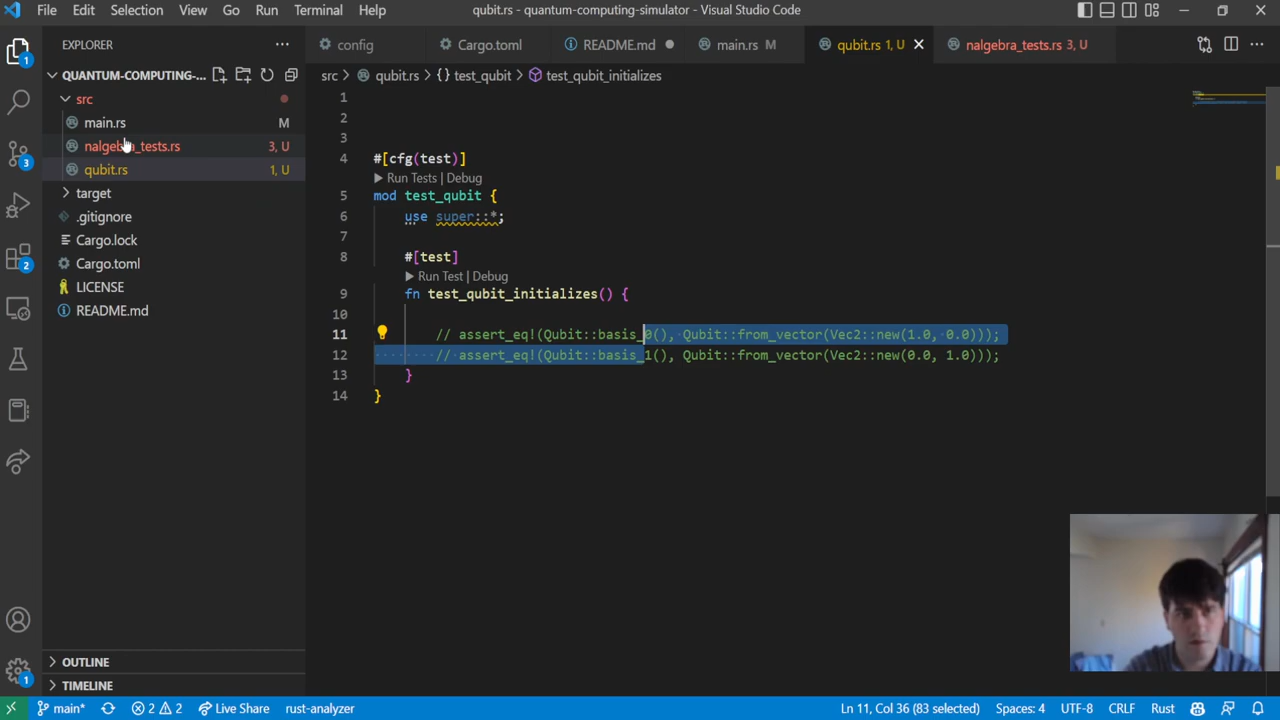 File Edit Selection View Go Run Terminal Help qubit.rs - quantum-computing-simulator - Visual Studio Code
EXPLORER
config Cargo.toml README.md main.rs M qubit.rs 1, U nalgebra_tests.rs 3, U
QUANTUM-COMPUTING-...
src > qubit.rs > {} test_qubit > test_qubit_initializes
src
main.rs M
nalgebra_tests.rs 3, U
qubit.rs 1, U
target
.gitignore
Cargo.lock
Cargo.toml
LICENSE
README.md
OUTLINE
TIMELINE
1
2
3
4 #[cfg(test)]
Run Tests | Debug
5 mod test_qubit {
6 use super::*;
7
8 #[test]
Run Test | Debug
9 fn test_qubit_initializes() {
10
11 // assert_eq!(Qubit::basis_0(), Qubit::from_vector(Vec2::new(1.0, 0.0)));
12 // assert_eq!(Qubit::basis_1(), Qubit::from_vector(Vec2::new(0.0, 1.0)));
13 }
14 }
1
3
2
1
main* 2 2 Live Share rust-analyzer Ln 11, Col 36 (83 selected) Spaces: 4 UTF-8 CRLF Rust